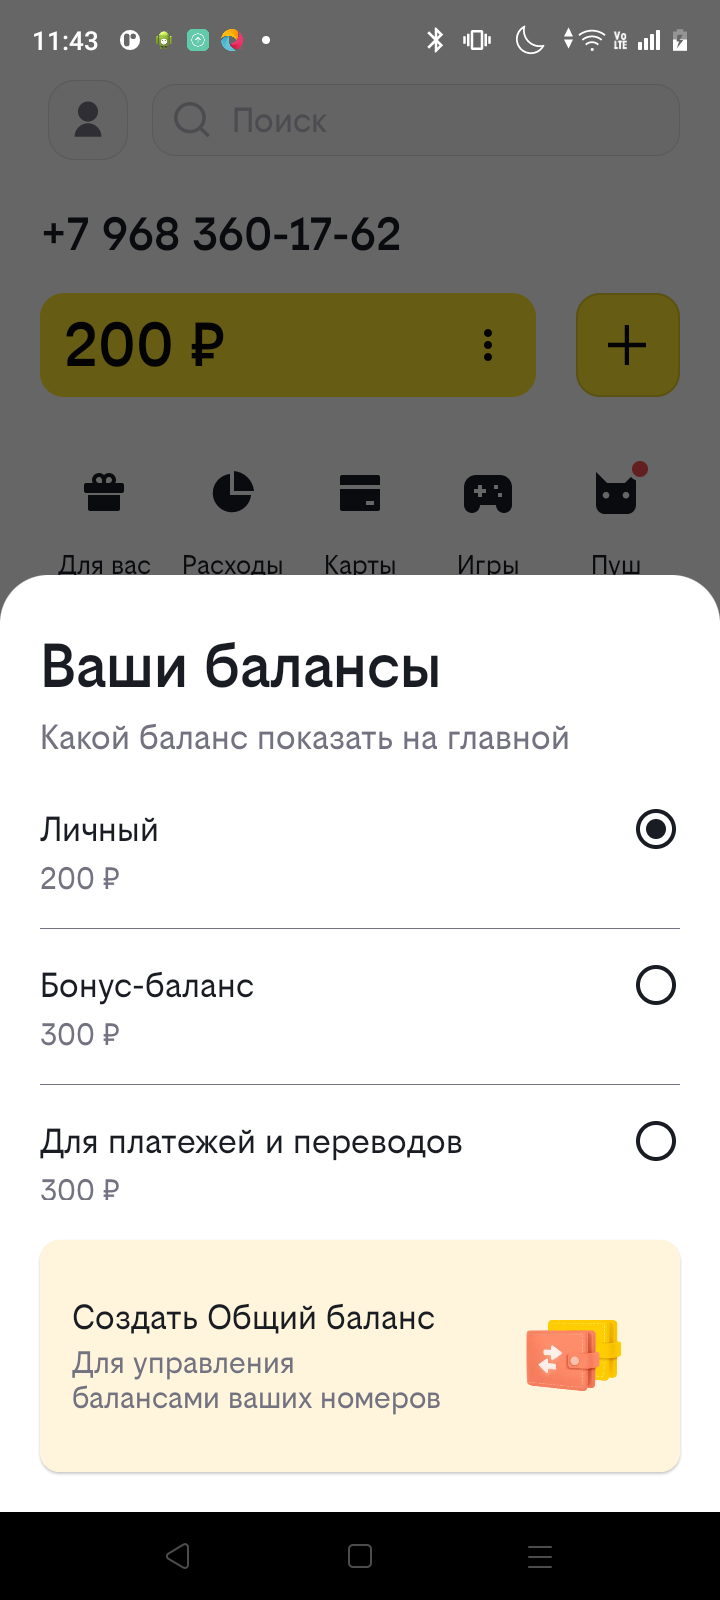 11:43
Vo
LTE
Поиск
+7 968 360-17-62
200 ₽
Для вас
Расходы
Карты
Игры
Пуш
Ваши балансы
Какой баланс показать на главной
Личный
200 ₽
Бонус-баланс
300 ₽
Для платежей и переводов
300 ₽
Создать Общий баланс
Для управления
балансами ваших номеров